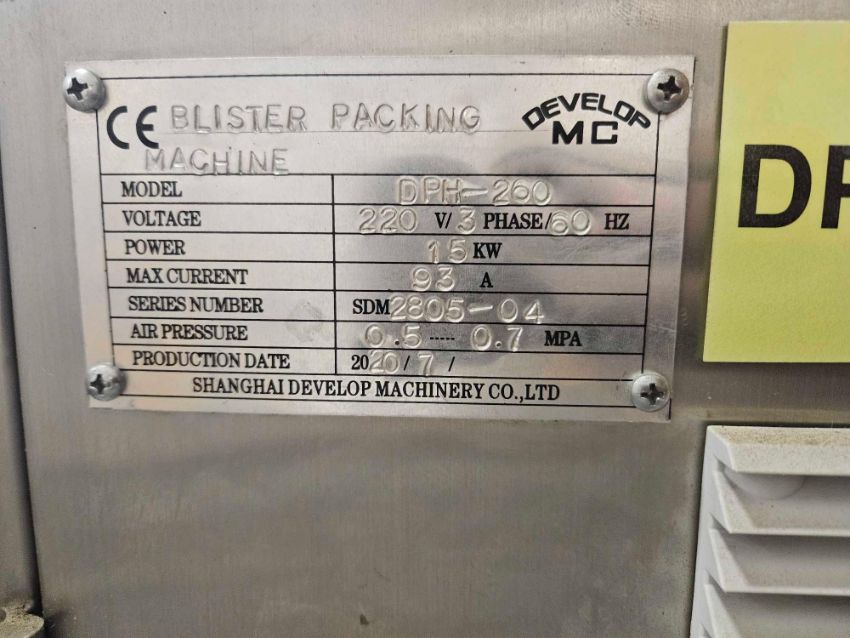 CE BLISTER PACKING
MACHINE
DEVELOP
MC
MODEL DPH-260
VOLTAGE 220 V/3 PHASE/60 HZ
POWER 15 KW
MAX CURRENT 93 A
SERIES NUMBER SDM2805-04
AIR PRESSURE 0.5 ---- 0.7 MPA
PRODUCTION DATE 2020/7/
SHANGHAI DEVELOP MACHINERY CO.,LTD